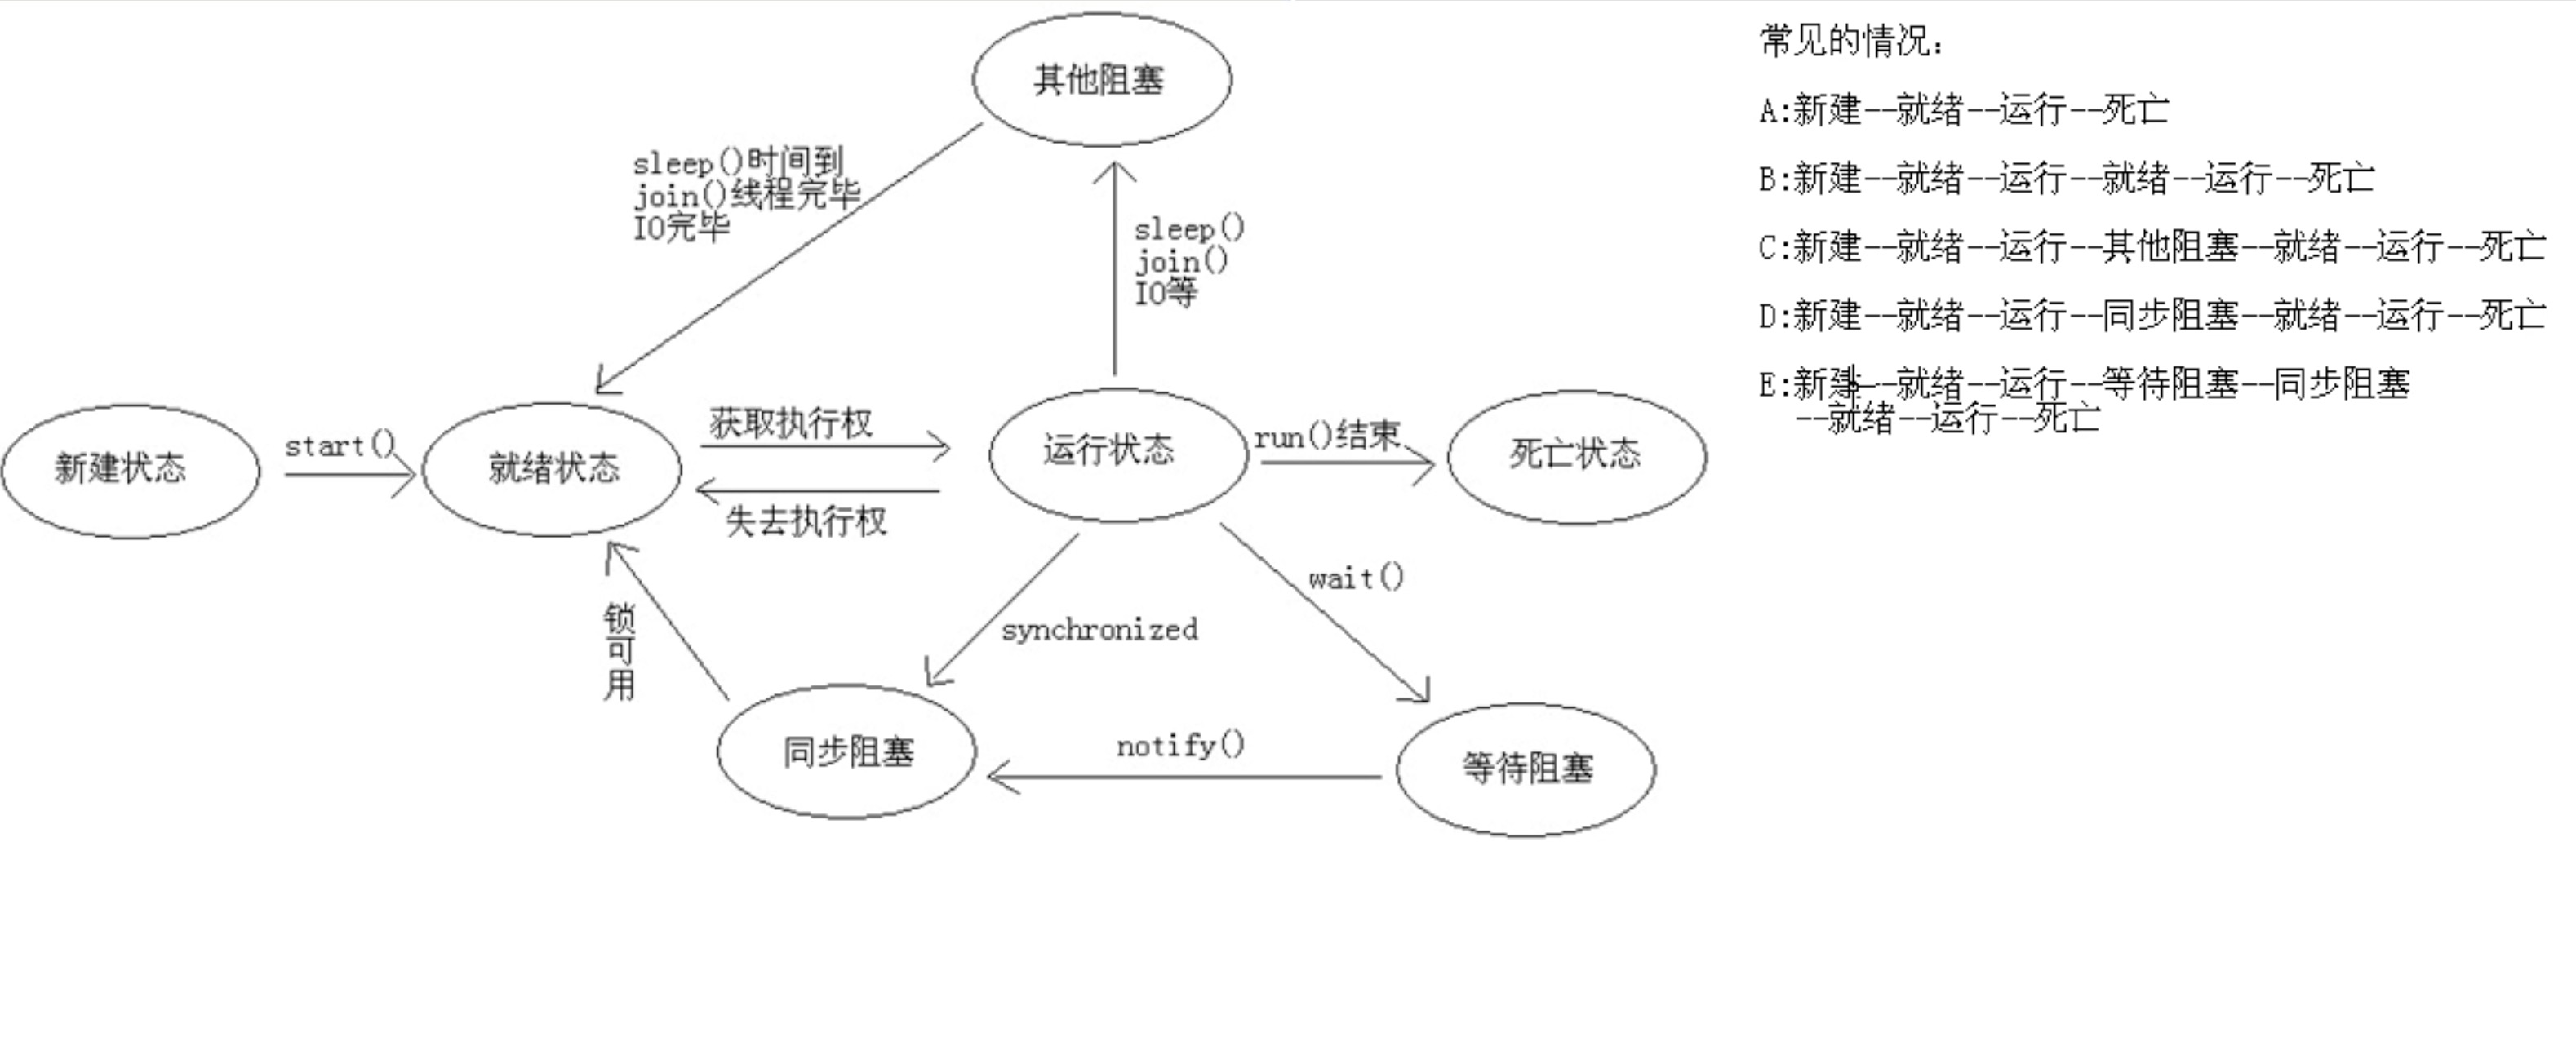 其他阻塞
sleep()时间到
join()线程完毕
IO完毕
sleep()
join()
IO等
新建状态
start()
就绪状态
获取执行权
失去执行权
运行状态
run()结束
死亡状态
锁
可
用
synchronized
wait()
同步阻塞
notify()
等待阻塞
常见的情况：
A:新建--就绪--运行--死亡
B:新建--就绪--运行--就绪--运行--死亡
C:新建--就绪--运行--其他阻塞--就绪--运行--死亡
D:新建--就绪--运行--同步阻塞--就绪--运行--死亡
E:新建--就绪--运行--等待阻塞--同步阻塞
--就绪--运行--死亡